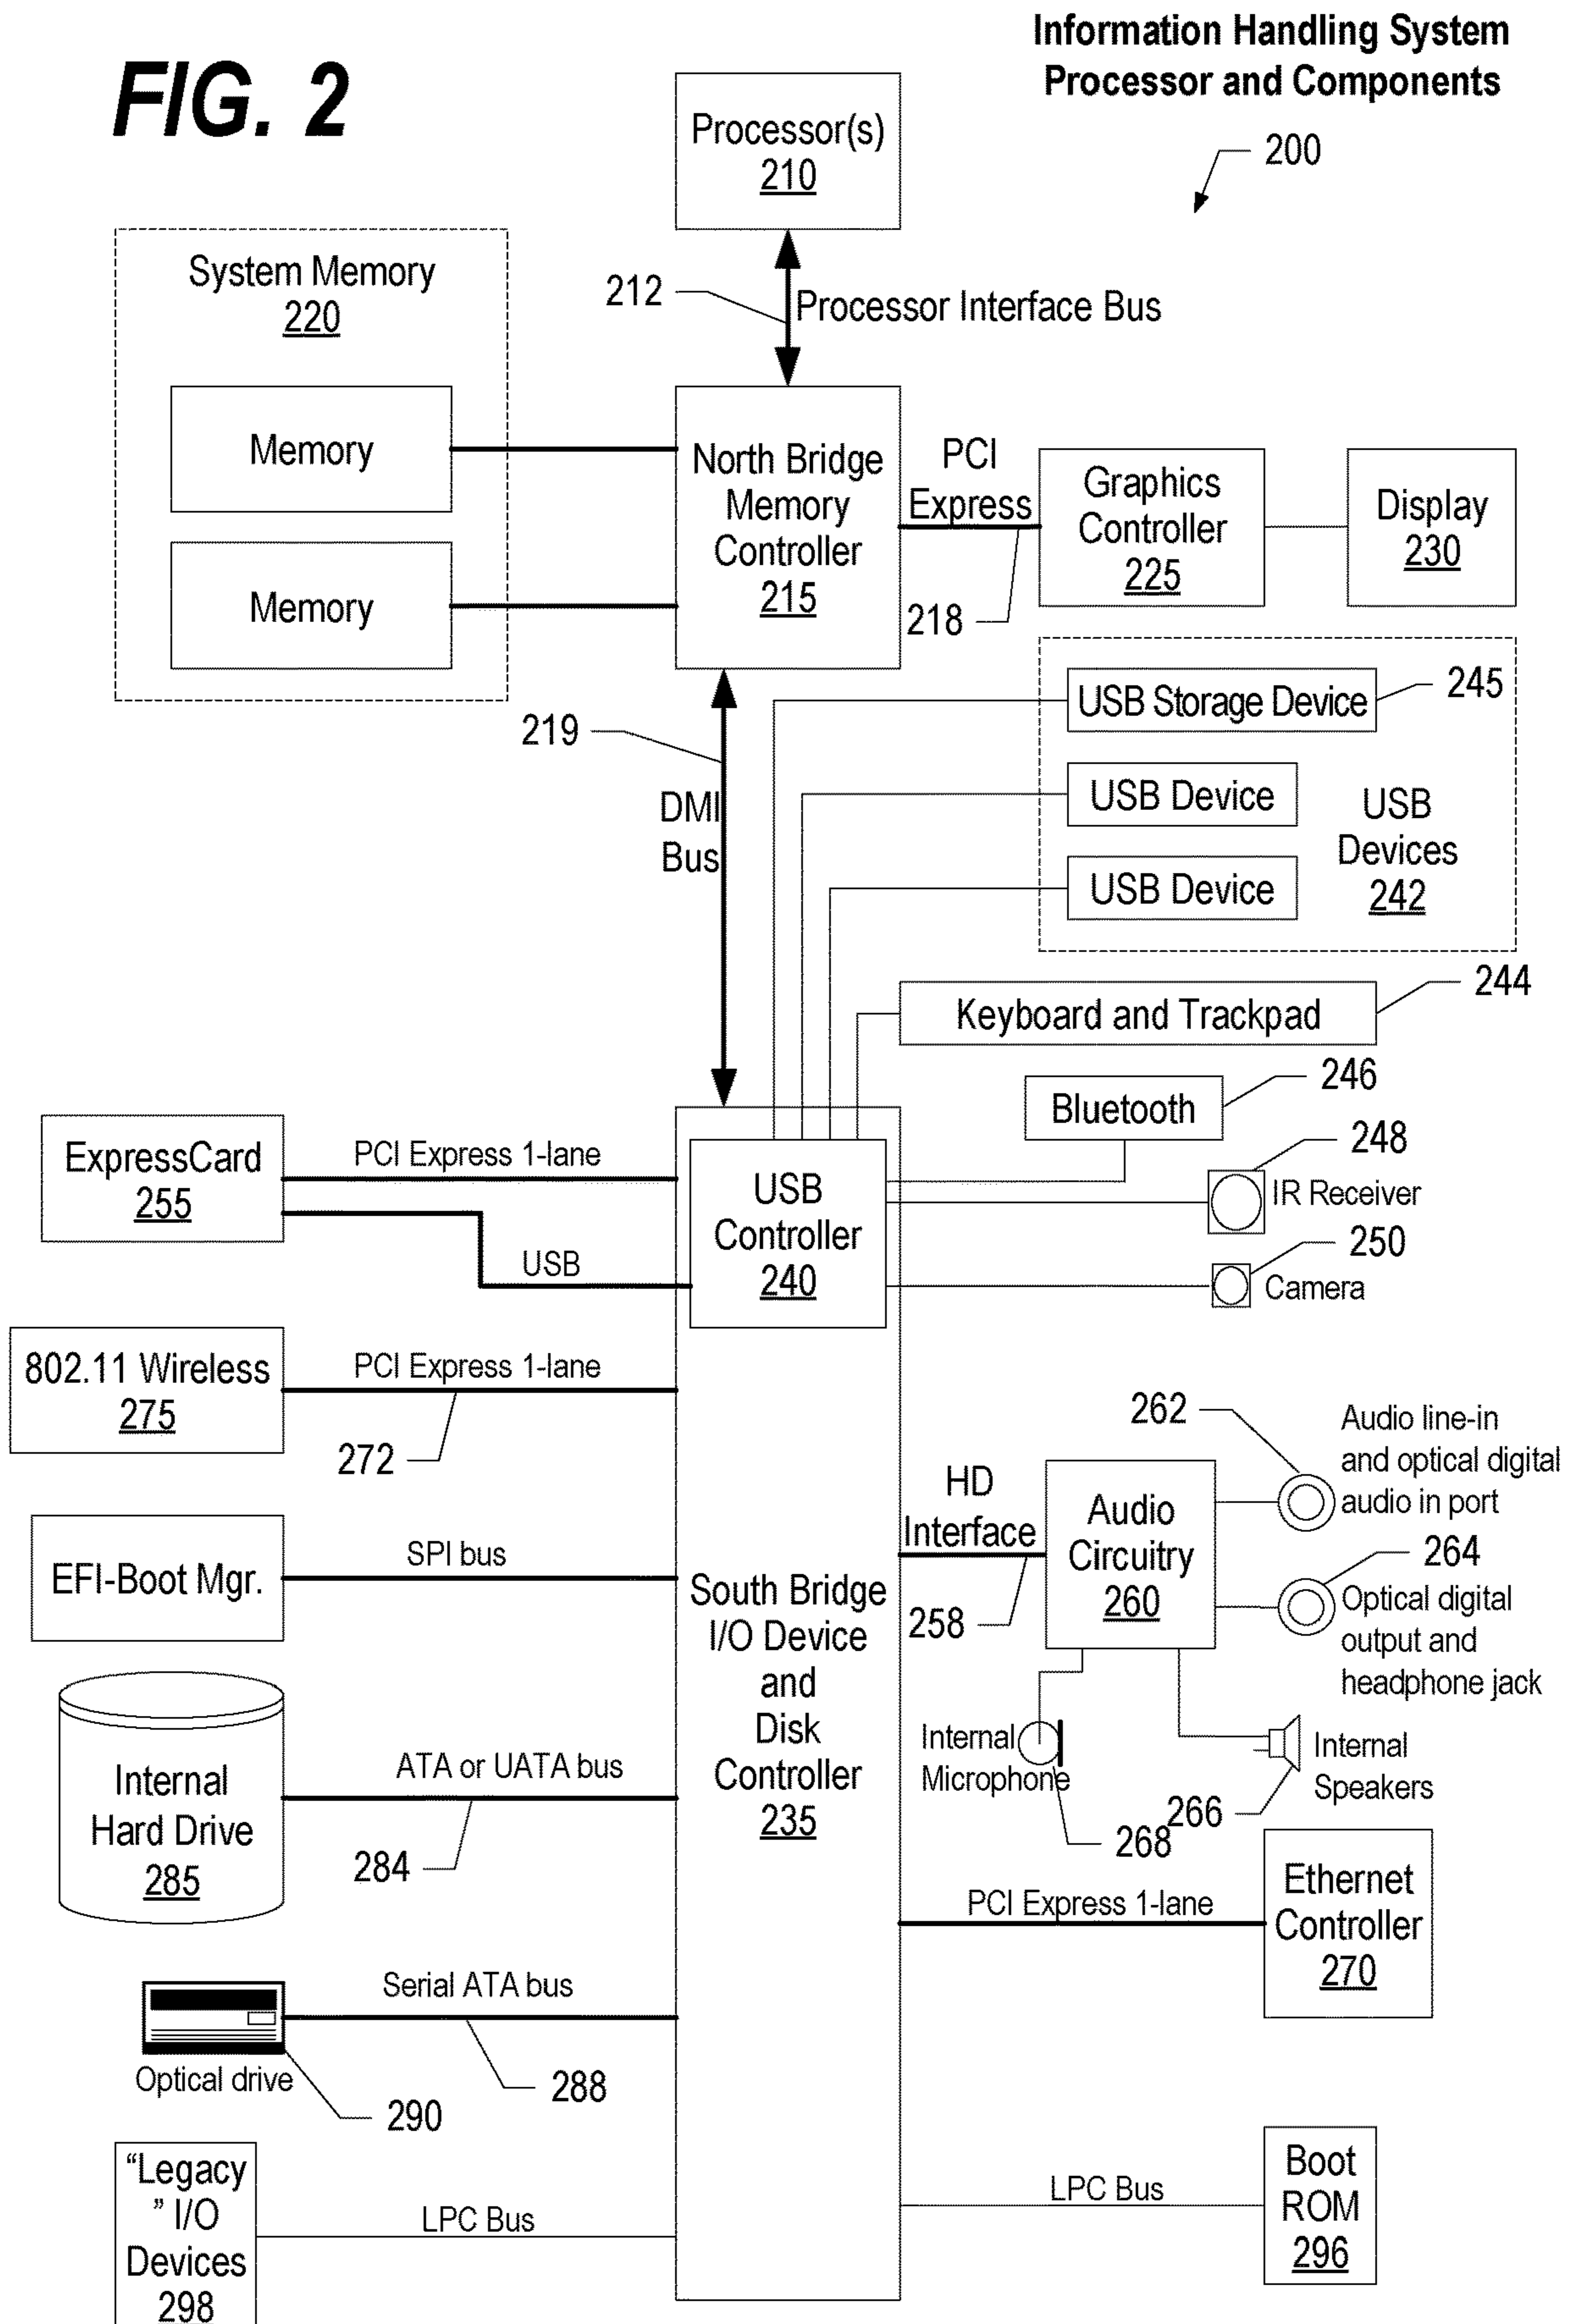 FIG. 2
Information Handling System
Processor and Components
200
Processor(s)
210
System Memory
220
212
Processor Interface Bus
Memory
Memory
North Bridge
Memory
Controller
215
PCI
Express
218
Graphics
Controller
225
Display
230
219
DMI
Bus
USB Storage Device
245
USB Device
USB Device
USB
Devices
242
Keyboard and Trackpad
244
Bluetooth
246
248
IR Receiver
250
Camera
ExpressCard
255
PCI Express 1-lane
USB
USB
Controller
240
802.11 Wireless
275
PCI Express 1-lane
272
262
Audio line-in
and optical digital
audio in port
HD
Interface
258
Audio
Circuitry
260
264
Optical digital
output and
headphone jack
EFI-Boot Mgr.
SPI bus
South Bridge
I/O Device
and
Disk
Controller
235
Internal
Microphone
268
266
Internal
Speakers
Internal
Hard Drive
285
ATA or UATA bus
284
PCI Express 1-lane
Ethernet
Controller
270
Serial ATA bus
288
Optical drive
290
“Legacy
” I/O
Devices
298
LPC Bus
LPC Bus
Boot
ROM
296